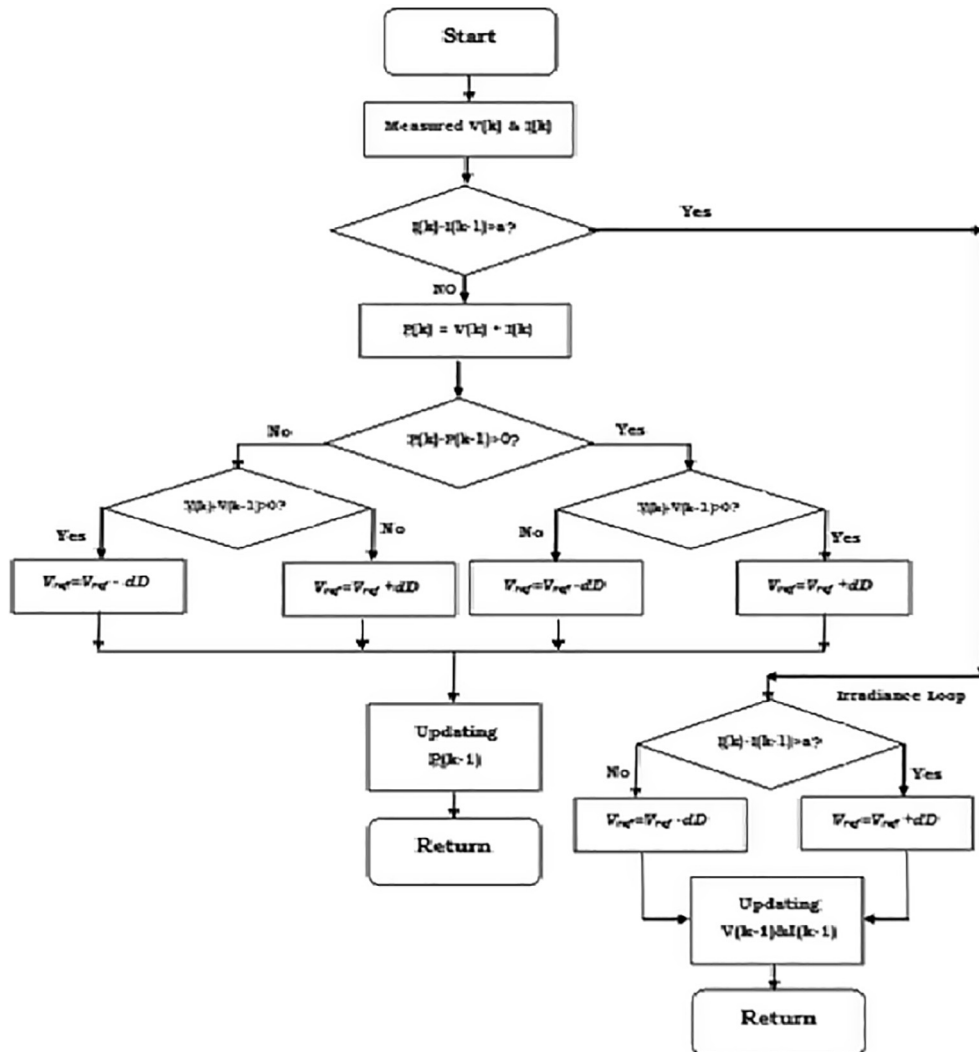 Start
Measured V(k) & I(k)
I(k)-I(k-1)>a?
Yes
NO
P(k) = V(k) * I(k)
P(k)-P(k-1)>0?
No
Yes
V(k)-V(k-1)>0?
V(k)-V(k-1)>0?
Yes
No
No
Yes
Vref=Vref - dD
Vref=Vref +dD
Vref=Vref -dD
Vref=Vref +dD
Irradiance Loop
Updating
P(k-1)
I(k)-I(k-1)>a?
No
Yes
Vref=Vref -dD
Vref=Vref +dD
Return
Updating
V(k-1)&I(k-1)
Return